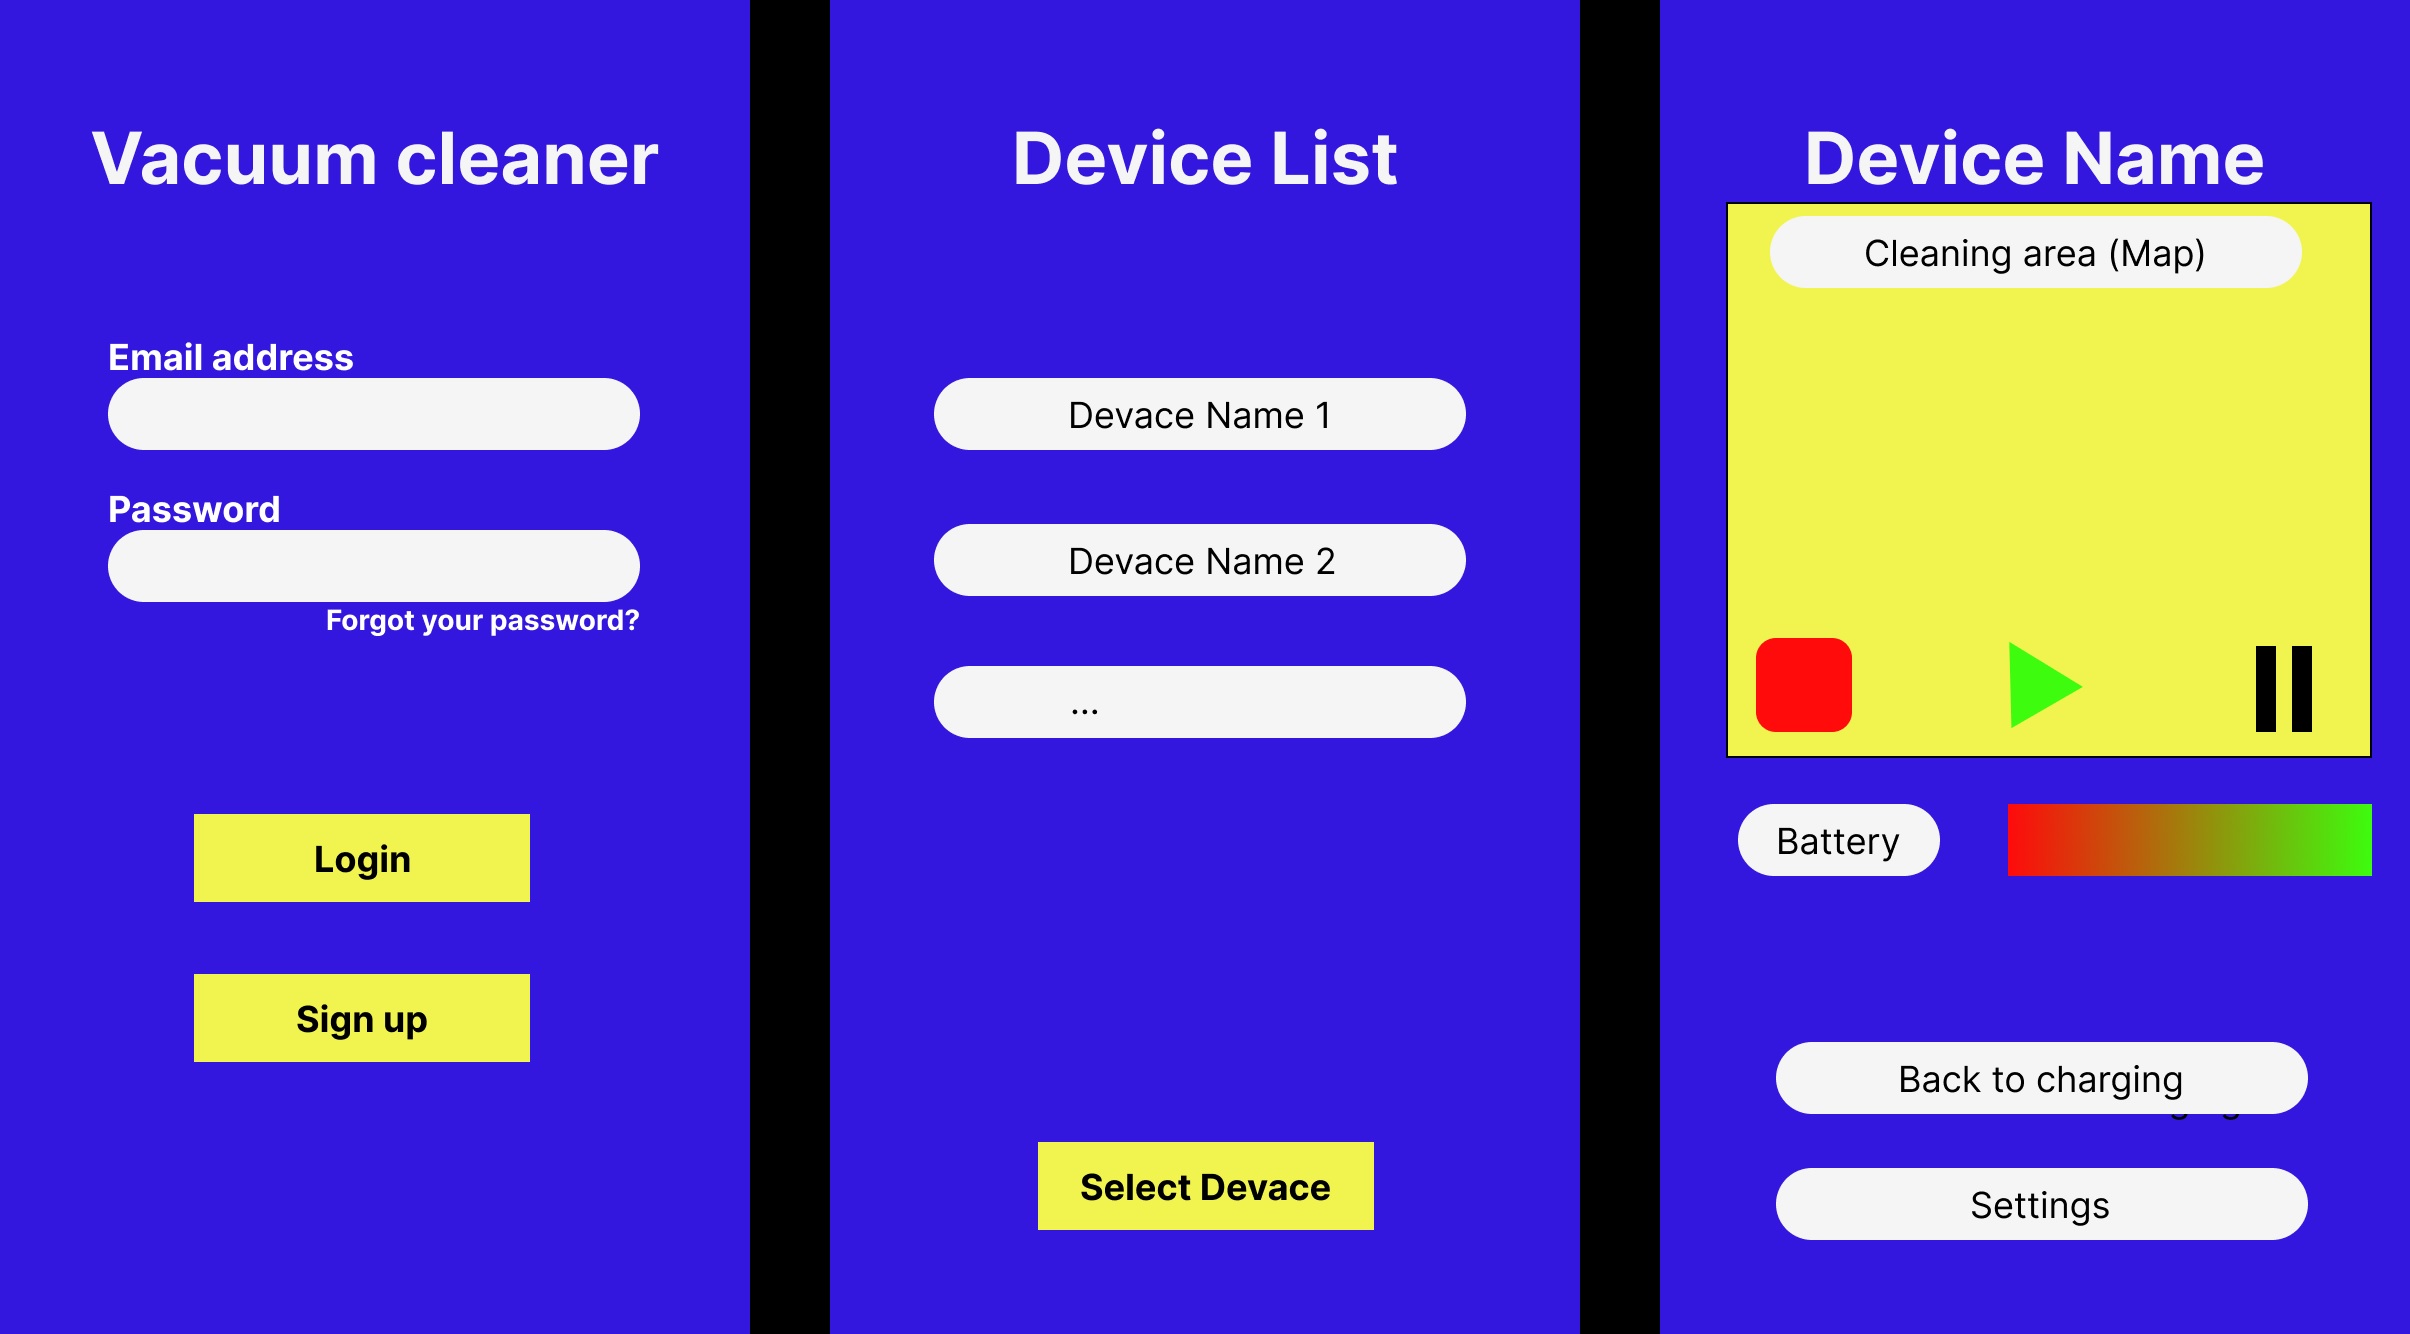 Vacuum cleaner
Email address
Password
Forgot your password?
Login
Sign up
Device List
Devace Name 1
Devace Name 2
...
Select Devace
Device Name
Cleaning area (Map)
Battery
Back to charging
Settings